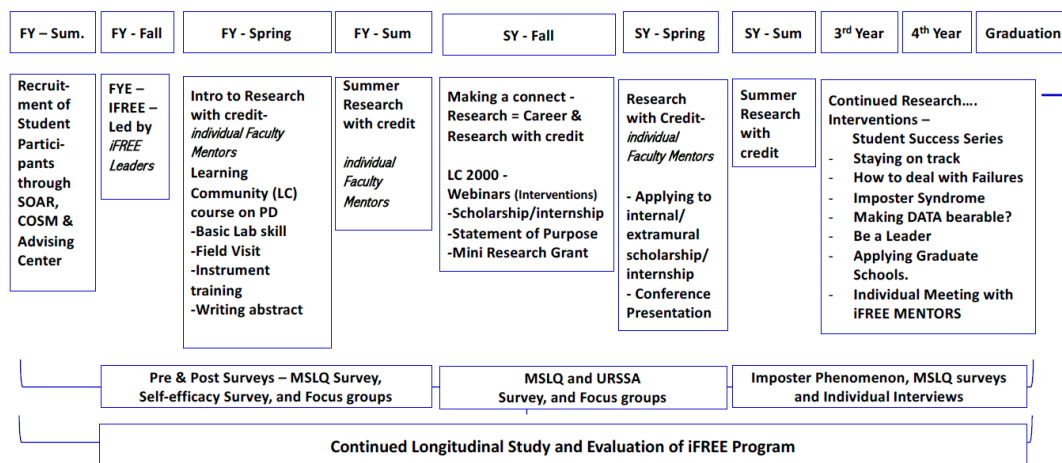 FY – Sum.
FY - Fall
FY - Spring
FY - Sum
SY - Fall
SY - Spring
SY - Sum
3rd Year
4th Year
Graduation
Recruit-
ment of
Student
Partici-
pants
through
SOAR,
COSM &
Advising
Center
FYE –
IFREE –
Led by
iFREE
Leaders
Intro to Research
with credit-
individual Faculty
Mentors
Learning
Community (LC)
course on PD
-Basic Lab skill
-Field Visit
-Instrument
training
-Writing abstract
Summer
Research
with credit
individual
Faculty
Mentors
Making a connect -
Research = Career &
Research with credit
LC 2000 -
Webinars (Interventions)
-Scholarship/internship
-Statement of Purpose
-Mini Research Grant
Research
with Credit-
individual
Faculty Mentors
- Applying to
internal/
extramural
scholarship/
internship
- Conference
Presentation
Summer
Research
with
credit
Continued Research….
Interventions –
Student Success Series
- Staying on track
- How to deal with Failures
- Imposter Syndrome
- Making DATA bearable?
- Be a Leader
- Applying Graduate
Schools.
- Individual Meeting with
iFREE MENTORS
Pre & Post Surveys – MSLQ Survey,
Self-efficacy Survey, and Focus groups
MSLQ and URSSA
Survey, and Focus groups
Imposter Phenomenon, MSLQ surveys
and Individual Interviews
Continued Longitudinal Study and Evaluation of iFREE Program